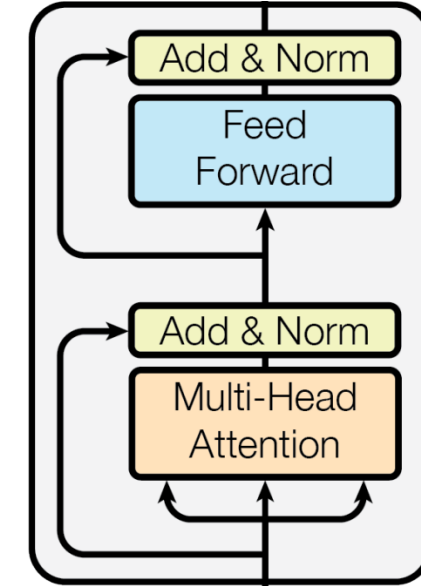 Add & Norm
Feed
Forward
Add & Norm
Multi-Head
Attention